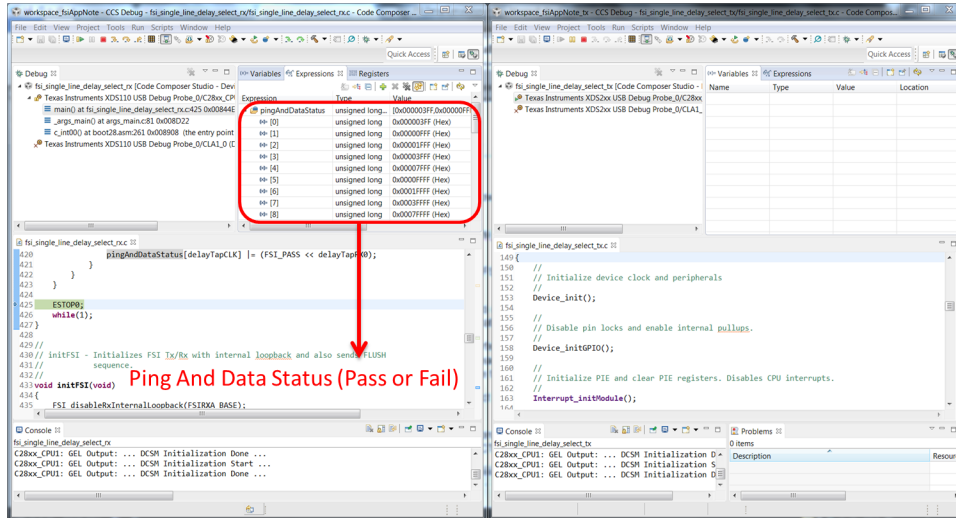 workspace_fsiAppNote - CCS Debug - fsi_single_line_delay_select_rx/fsi_single_line_delay_select_rx.c - Code Composer ...
File Edit View Project Tools Run Scripts Window Help
Quick Access
Debug
fsi_single_line_delay_select_rx [Code Composer Studio - Devi
Texas Instruments XDS110 USB Debug Probe_0/C28xx_CPU
main() at fsi_single_line_delay_select_rx.c:425 0x00844E
_args_main() at args_main.c:81 0x008D22
c_int00() at boot28.asm:261 0x008908 (the entry point
Texas Instruments XDS110 USB Debug Probe_0/CLA1_0 (D
Variables Expressions Registers
Expression Type Value
pingAndDataStatus unsigned long... [0x000003FF,0x00000FF
[0] unsigned long 0x000003FF (Hex)
[1] unsigned long 0x00000FFF (Hex)
[2] unsigned long 0x00001FFF (Hex)
[3] unsigned long 0x00003FFF (Hex)
[4] unsigned long 0x00007FFF (Hex)
[5] unsigned long 0x0000FFFF (Hex)
[6] unsigned long 0x0001FFFF (Hex)
[7] unsigned long 0x0003FFFF (Hex)
[8] unsigned long 0x0007FFFF (Hex)
fsi_single_line_delay_select_rx.c
420 pingAndDataStatus[delayTapCLK] |= (FSI_PASS << delayTapRX0);
421 }
422 }
423 }
424
425 ESTOP0;
426 while(1);
427 }
428
429 //
430 // initFSI - Initializes FSI Tx/Rx with internal loopback and also sends FLUSH
431 // sequence.
432 //
433 void initFSI(void)
434 {
435 FSI_disableRxInternalLoopback(FSIRXA_BASE);
Ping And Data Status (Pass or Fail)
Console
fsi_single_line_delay_select_rx
C28xx_CPU1: GEL Output: ... DCSM Initialization Done ...
C28xx_CPU1: GEL Output: ... DCSM Initialization Start ...
C28xx_CPU1: GEL Output: ... DCSM Initialization Done ...
workspace_fsiAppNote_tx - CCS Debug - fsi_single_line_delay_select_tx/fsi_single_line_delay_select_tx.c - Code Compos...
File Edit View Project Tools Run Scripts Window Help
Quick Access
Debug
fsi_single_line_delay_select_tx [Code Composer Studio -
Texas Instruments XDS2xx USB Debug Probe_0/C28xx
Texas Instruments XDS2xx USB Debug Probe_0/CLA1_
Variables Expressions
Name Type Value Location
fsi_single_line_delay_select_tx.c
149 {
150 //
151 // Initialize device clock and peripherals
152 //
153 Device_init();
154
155 //
156 // Disable pin locks and enable internal pullups.
157 //
158 Device_initGPIO();
159
160 //
161 // Initialize PIE and clear PIE registers. Disables CPU interrupts.
162 //
163 Interrupt_initModule();
164
Console
fsi_single_line_delay_select_tx
C28xx_CPU1: GEL Output: ... DCSM Initialization D
C28xx_CPU1: GEL Output: ... DCSM Initialization S
C28xx_CPU1: GEL Output: ... DCSM Initialization D
Problems
0 items
Description Resour